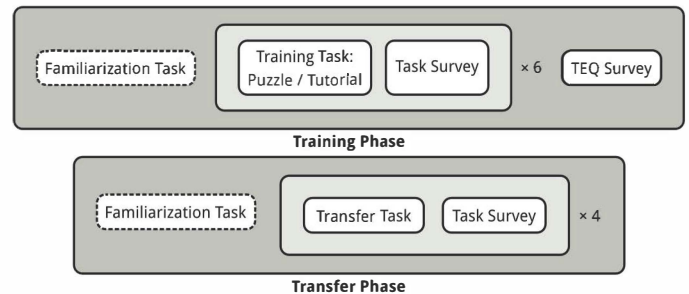 Familiarization Task
Training Task:
Puzzle / Tutorial
Task Survey
× 6
TEQ Survey
Training Phase
Familiarization Task
Transfer Task
Task Survey
× 4
Transfer Phase